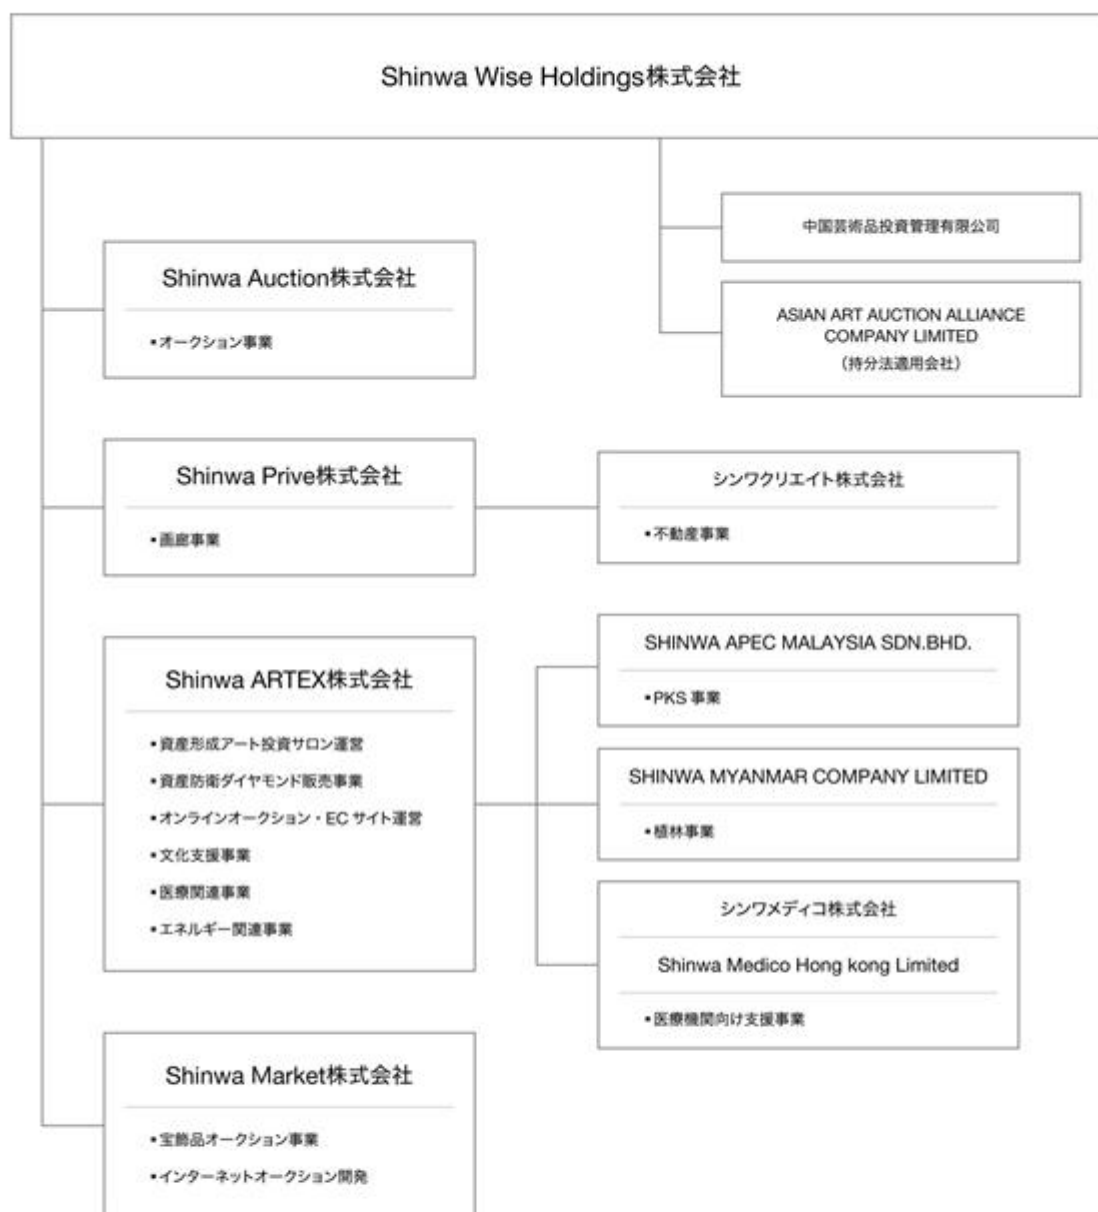 Shinwa Wise Holdings株式会社
中国芸術品投資管理有限公司
ASIAN ART AUCTION ALLIANCE
COMPANY LIMITED
（持分法適用会社）
Shinwa Auction株式会社
▪オークション事業
Shinwa Prive株式会社
▪画廊事業
シンワクリエイト株式会社
▪不動産事業
Shinwa ARTEX株式会社
▪資産形成アート投資サロン運営
▪資産防衛ダイヤモンド販売事業
▪オンラインオークション・EC サイト運営
▪文化支援事業
▪医療関連事業
▪エネルギー関連事業
SHINWA APEC MALAYSIA SDN.BHD.
▪PKS 事業
SHINWA MYANMAR COMPANY LIMITED
▪植林事業
シンワメディコ株式会社
Shinwa Medico Hong kong Limited
▪医療機関向け支援事業
Shinwa Market株式会社
▪宝飾品オークション事業
▪インターネットオークション開発